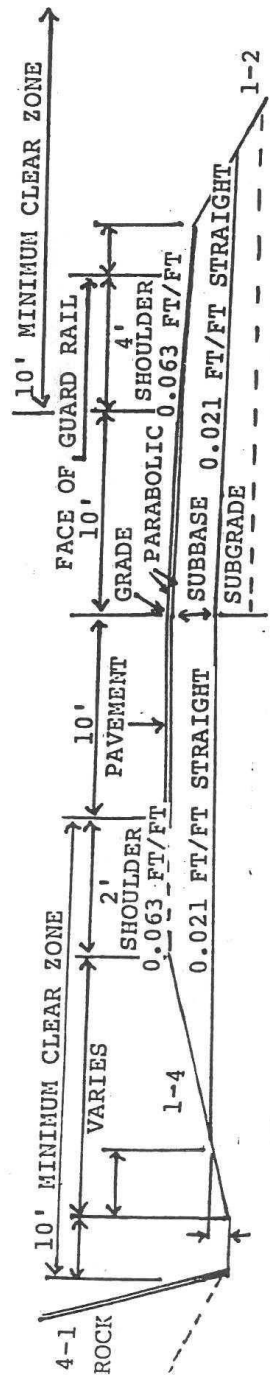 10' MINIMUM CLEAR ZONE
10' MINIMUM CLEAR ZONE
FACE OF GUARD RAIL
4-1
ROCK
VARIES
2'
SHOULDER
0.063 FT/FT
10'
PAVEMENT
10'
GRADE
PARABOLIC
4'
SHOULDER
0.063 FT/FT
1-4
0.021 FT/FT STRAIGHT
SUBBASE
0.021 FT/FT STRAIGHT
SUBGRADE
1-2